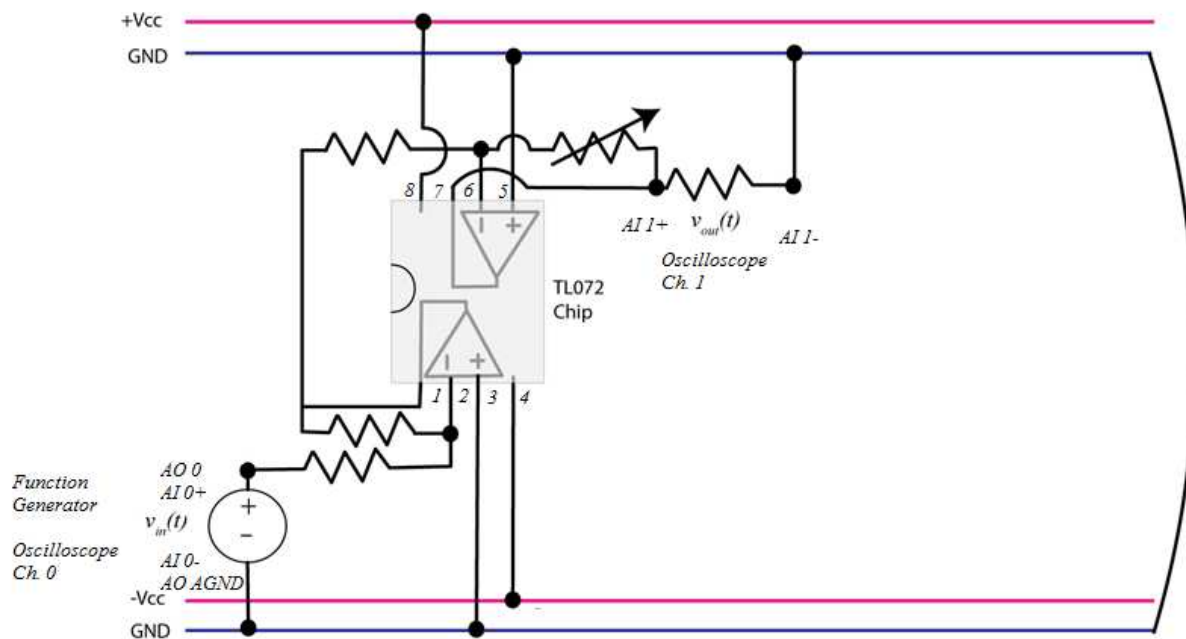 +Vcc
GND
8 7 6 5
AI 1+ v_out(t) AI 1-
Oscilloscope
Ch. 1
TL072
Chip
1 2 3 4
Function
Generator
AO 0
AI 0+
+
v_in(t)
-
Oscilloscope
Ch. 0
AI 0-
AO AGND
-Vcc
GND